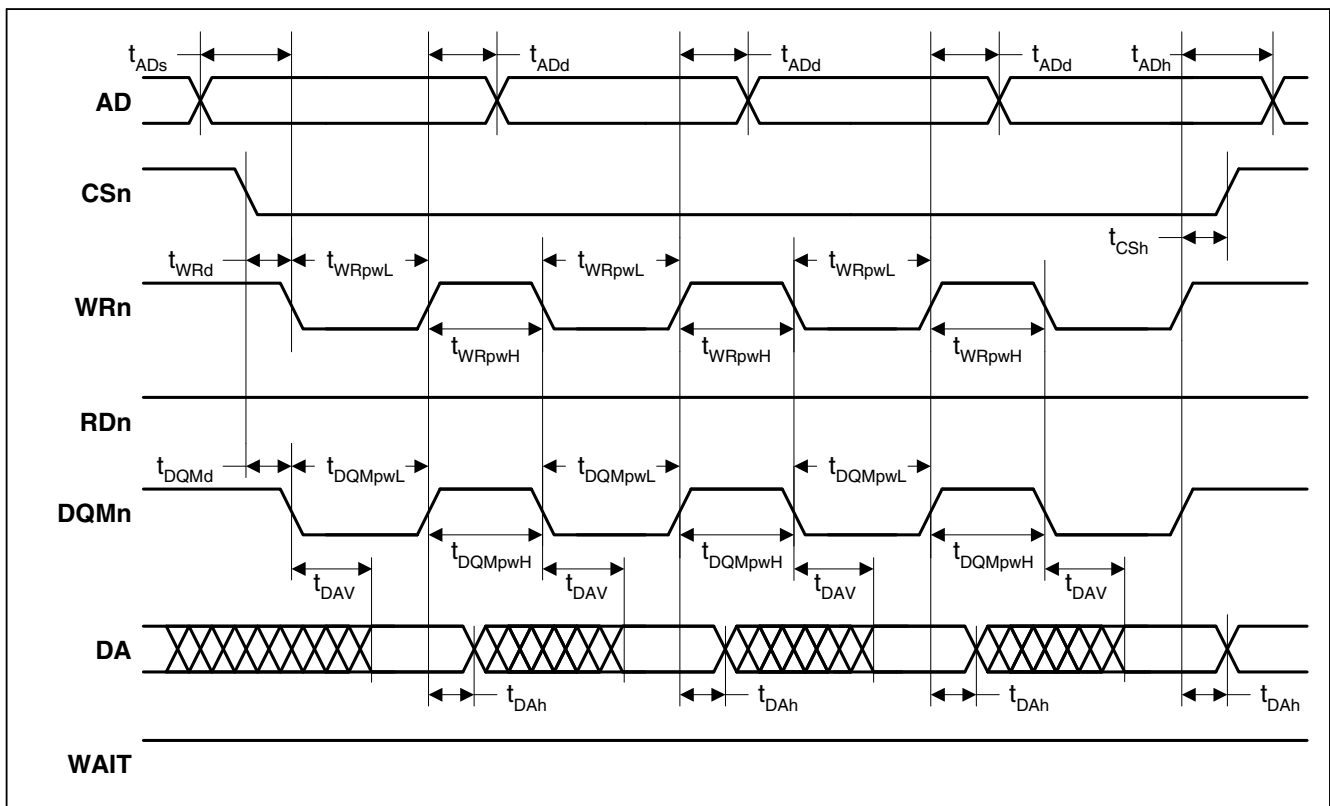 tADs tADd tADd tADd tADh
AD
CSn
tCSh
tWRd tWRpwL tWRpwL tWRpwL
WRn
tWRpwH tWRpwH tWRpwH
RDn
tDQMd tDQMpwL tDQMpwL tDQMpwL
DQMn
tDQMpwH tDQMpwH tDQMpwH
tDAV tDAV tDAV tDAV
DA
tDAh tDAh tDAh tDAh
WAIT